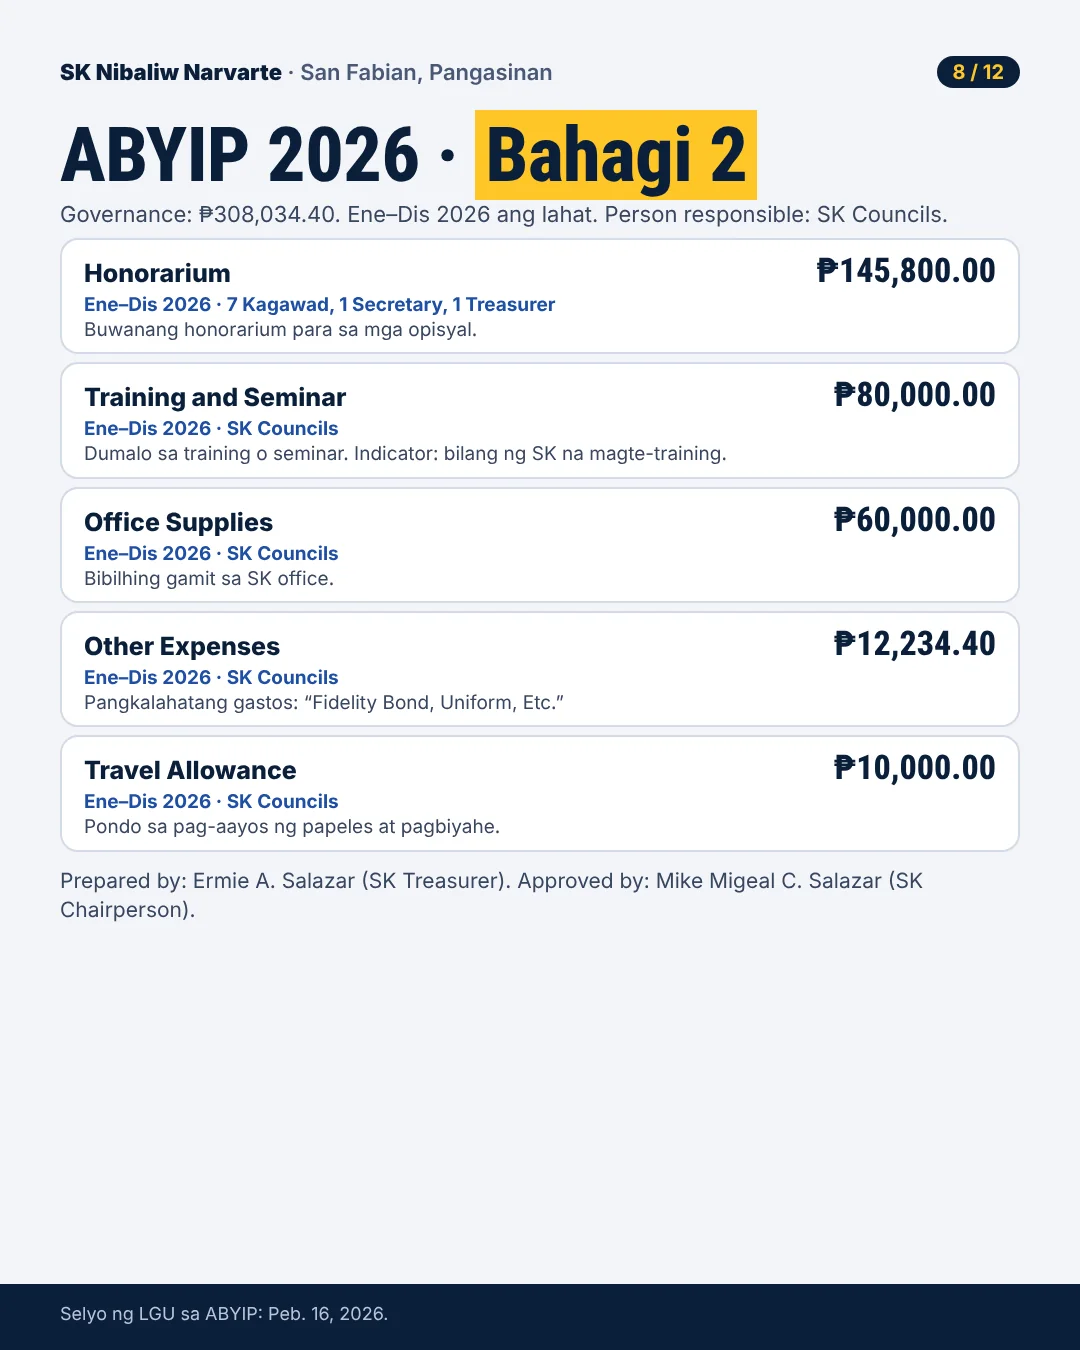 SK Nibaliw Narvarte · San Fabian, Pangasinan
8 / 12
ABYIP 2026 · Bahagi 2
Governance: ₱308,034.40. Ene–Dis 2026 ang lahat. Person responsible: SK Councils.
Honorarium
₱145,800.00
Ene–Dis 2026 · 7 Kagawad, 1 Secretary, 1 Treasurer
Buwanang honorarium para sa mga opisyal.
Training and Seminar
₱80,000.00
Ene–Dis 2026 · SK Councils
Dumalo sa training o seminar. Indicator: bilang ng SK na magte-training.
Office Supplies
₱60,000.00
Ene–Dis 2026 · SK Councils
Bibilhing gamit sa SK office.
Other Expenses
₱12,234.40
Ene–Dis 2026 · SK Councils
Pangkalahatang gastos: “Fidelity Bond, Uniform, Etc.”
Travel Allowance
₱10,000.00
Ene–Dis 2026 · SK Councils
Pondo sa pag-aayos ng papeles at pagbiyahe.
Prepared by: Ermie A. Salazar (SK Treasurer). Approved by: Mike Migeal C. Salazar (SK
Chairperson).
Selyo ng LGU sa ABYIP: Peb. 16, 2026.